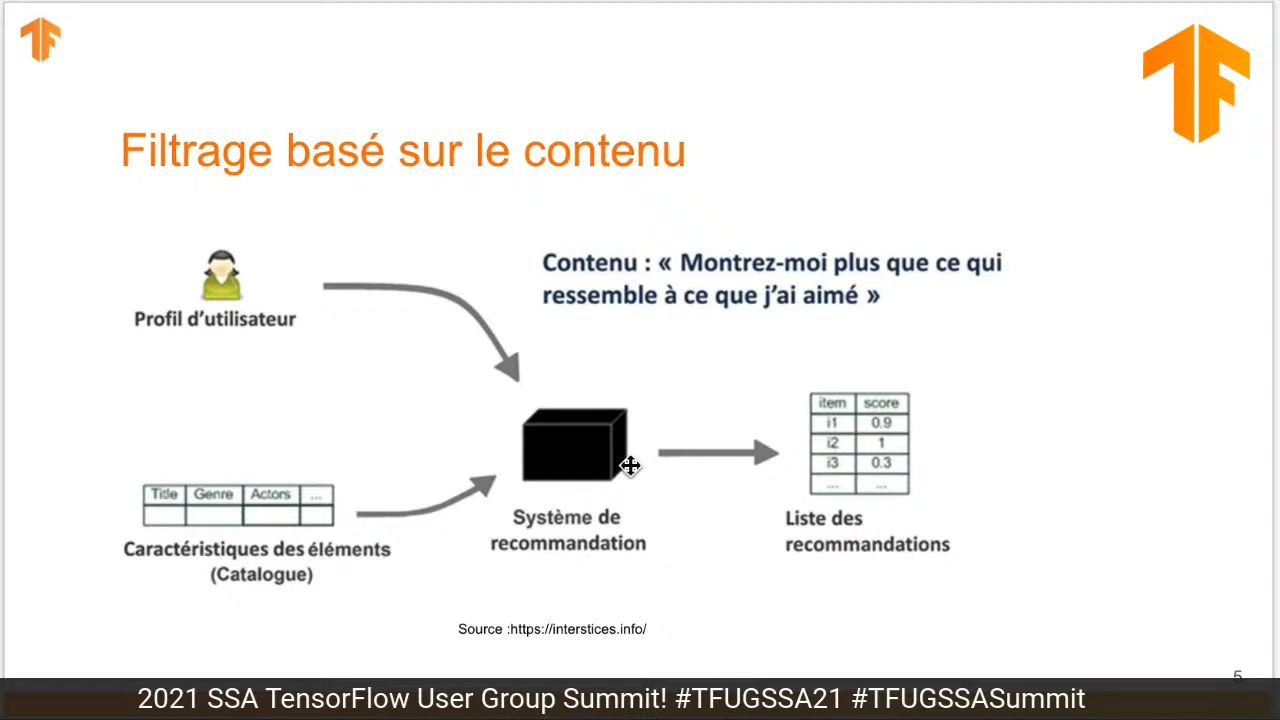 Filtrage basé sur le contenu
Contenu : « Montrez-moi plus que ce qui
ressemble à ce que j'ai aimé »
Profil d'utilisateur
item score
i1 0.9
i2 1
i3 0.3
.... ...
Title Genre Actors ...
Caractéristiques des éléments
(Catalogue)
Système de
recommandation
Liste des
recommandations
Source :https://interstices.info/
5
2021 SSA TensorFlow User Group Summit! #TFUGSSA21 #TFUGSSASummit